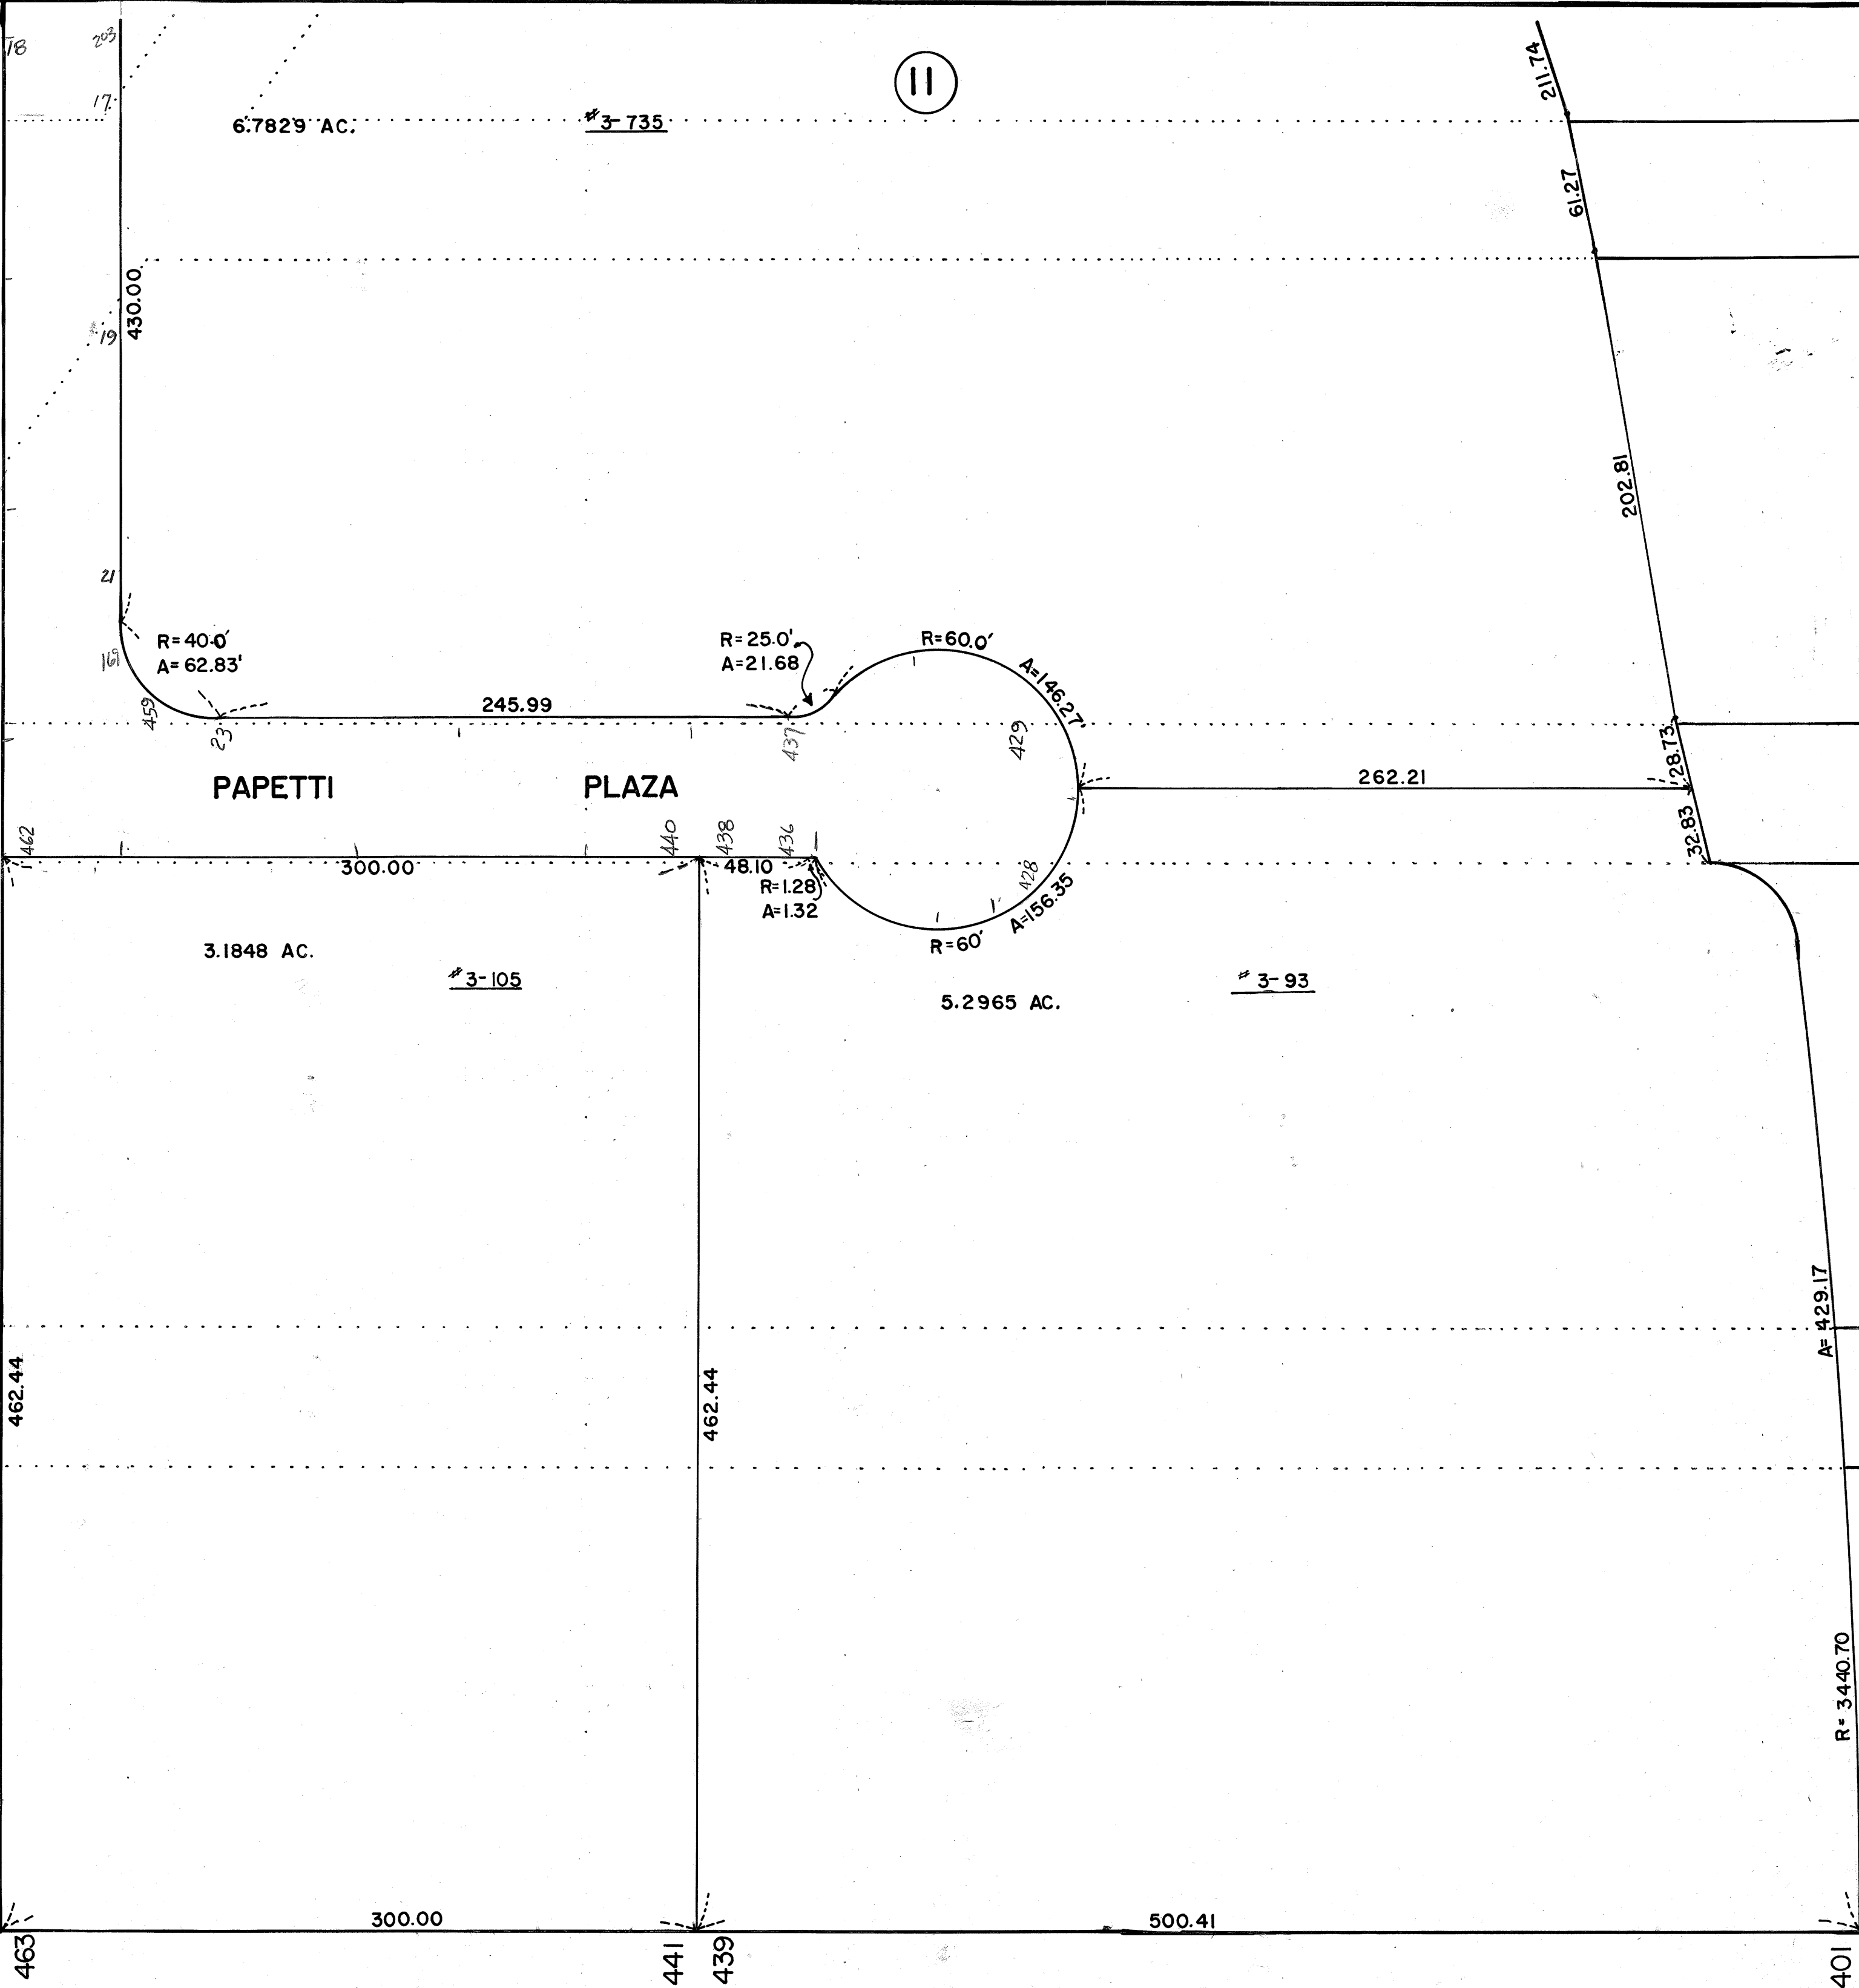 18
203
11
211.74
17
6.7829 AC.
#3-735
61.27
430.00
19
202.81
21
R=40.0'
A=62.83'
R=25.0'
A=21.68
R=60.0'
A=146.27'
169
459
23
245.99
437
429
28.73
PAPETTI PLAZA
262.21
462
440
438
436
32.83
300.00
48.10
R=1.28
A=1.32
428
A=156.35
R=60'
3.1848 AC.
#3-105
#3-93
5.2965 AC.
A=429.17
462.44
462.44
R=3440.70
300.00
500.41
463
441
439
401